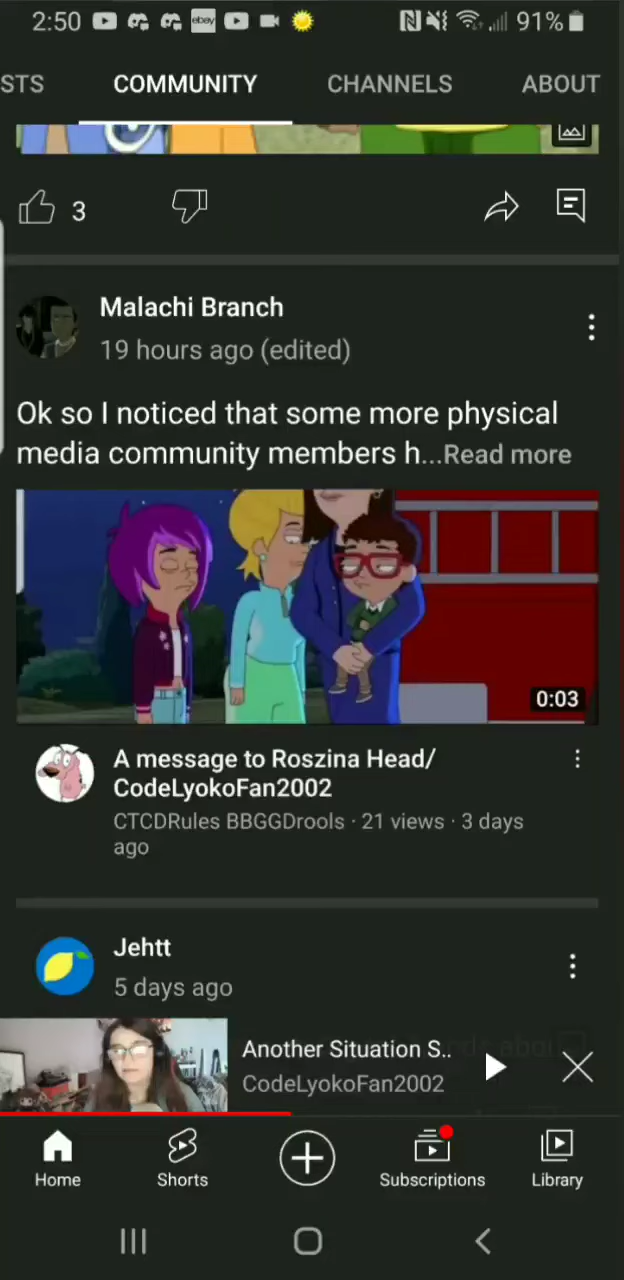 2:50
ebay
91%
STS
COMMUNITY
CHANNELS
ABOUT
3
Malachi Branch
19 hours ago (edited)
Ok so I noticed that some more physical
media community members h...Read more
0:03
A message to Roszina Head/
CodeLyokoFan2002
CTCDRules BBGGDrools · 21 views · 3 days
ago
Jehtt
5 days ago
Another Situation S..
CodeLyokoFan2002
Home
Shorts
Subscriptions
Library